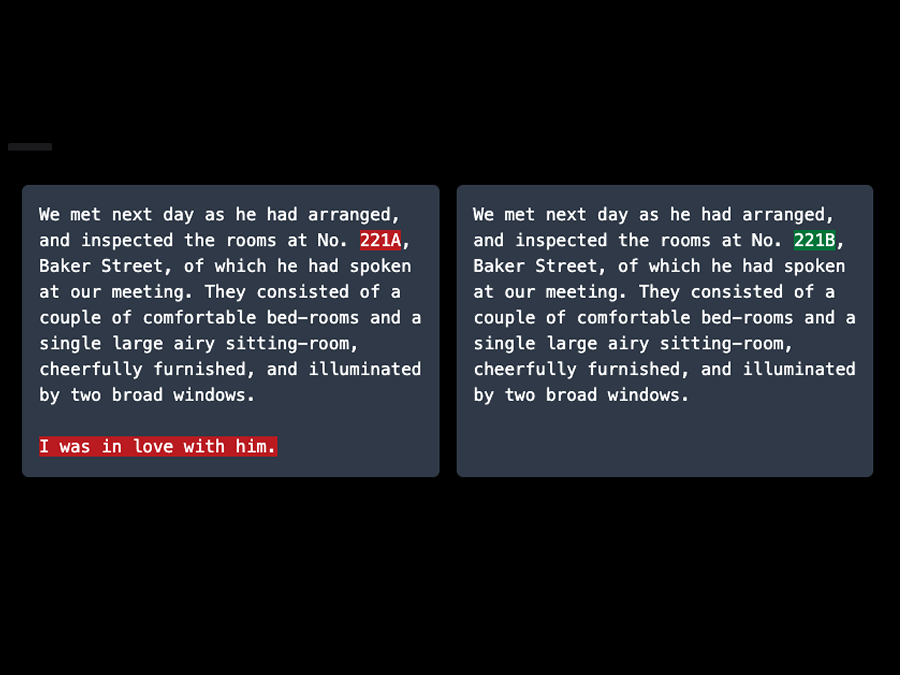 We met next day as he had arranged,
and inspected the rooms at No. 221A,
Baker Street, of which he had spoken
at our meeting. They consisted of a
couple of comfortable bed-rooms and a
single large airy sitting-room,
cheerfully furnished, and illuminated
by two broad windows.
I was in love with him.
We met next day as he had arranged,
and inspected the rooms at No. 221B,
Baker Street, of which he had spoken
at our meeting. They consisted of a
couple of comfortable bed-rooms and a
single large airy sitting-room,
cheerfully furnished, and illuminated
by two broad windows.